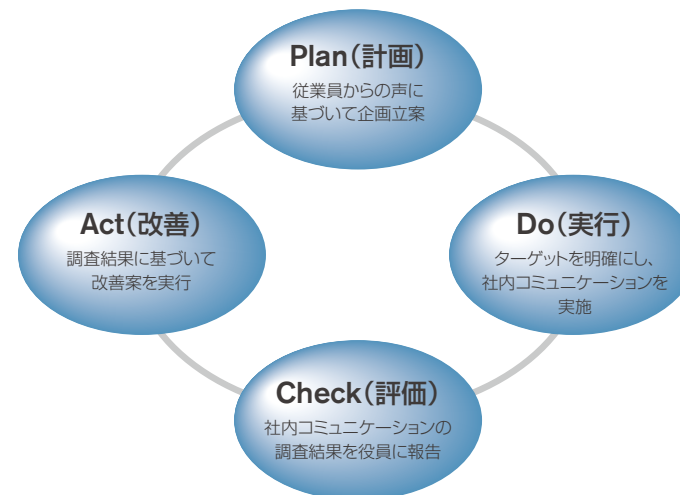 Plan（計画）
従業員からの声に
基づいて企画立案
Act（改善）
調査結果に基づいて
改善案を実行
Do（実行）
ターゲットを明確にし、
社内コミュニケーションを
実施
Check（評価）
社内コミュニケーションの
調査結果を役員に報告